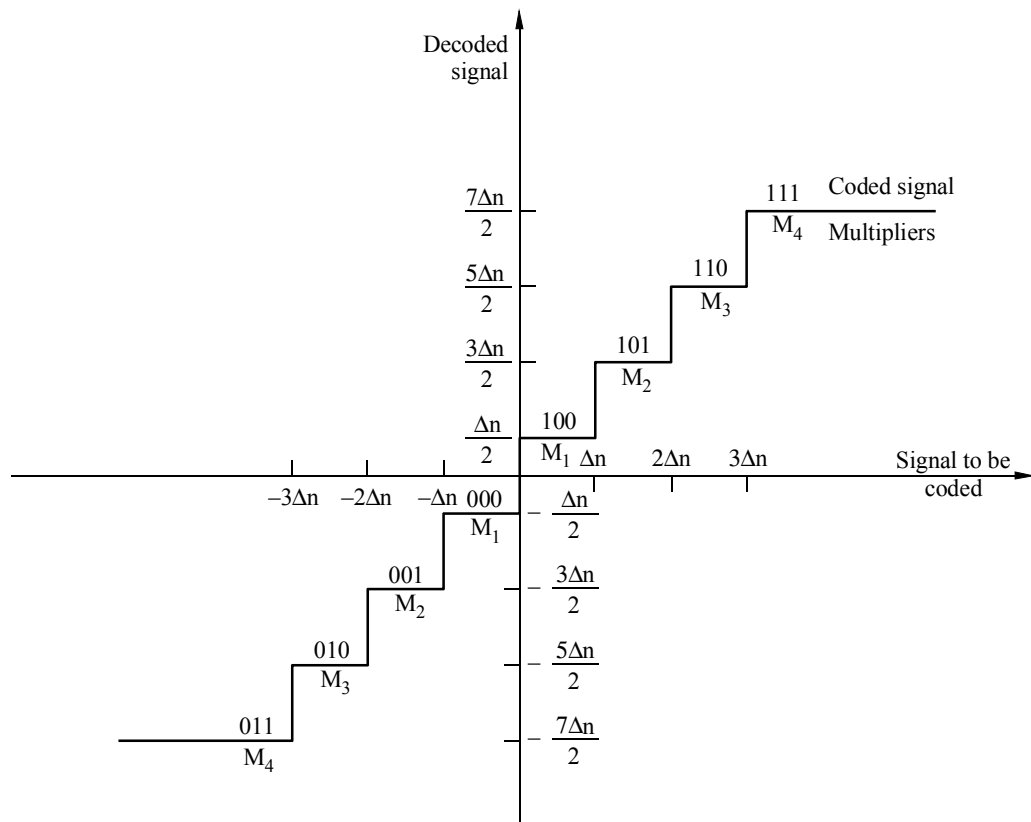 Decoded
signal
7Δn
2
111
Coded signal
M4
Multipliers
5Δn
2
110
M3
3Δn
2
101
M2
Δn
2
100
M1
Δn
2Δn
3Δn
Signal to be
coded
−3Δn
−2Δn
−Δn
000
M1
− Δn
2
001
M2
− 3Δn
2
010
M3
− 5Δn
2
011
M4
− 7Δn
2